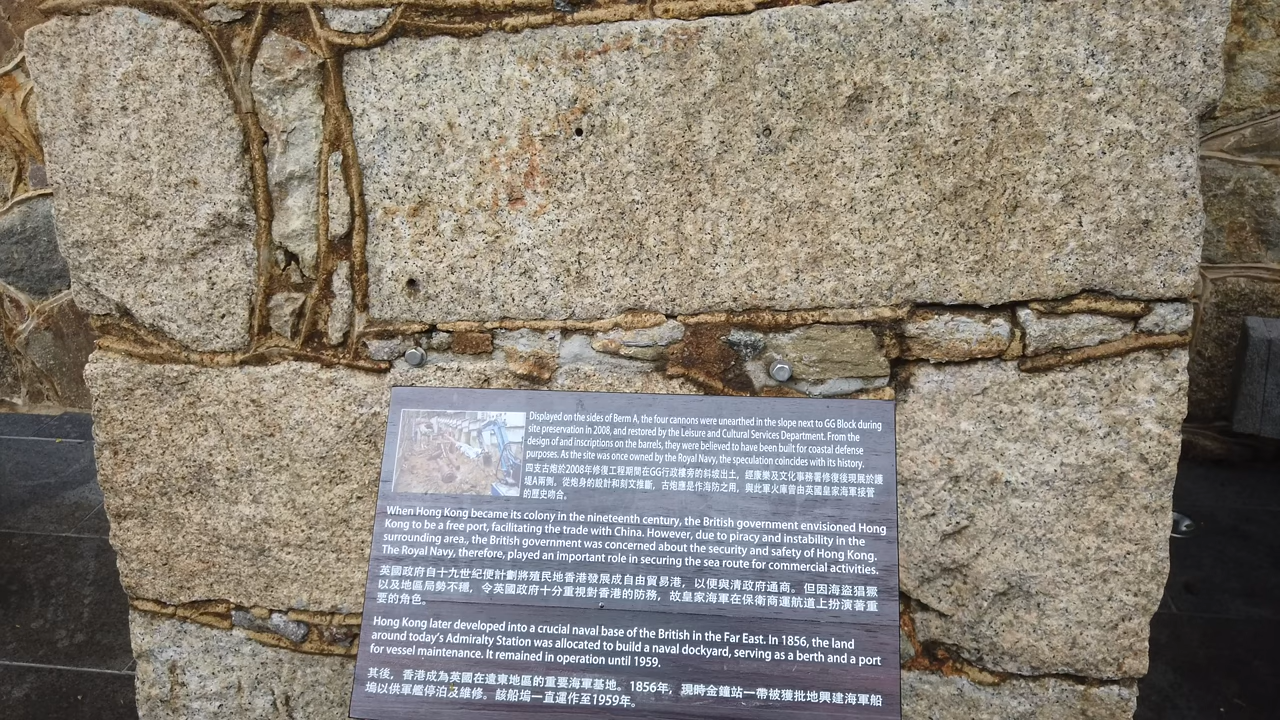 Displayed on the sides of Berm A, the four cannons were unearthed in the slope next to GG Block during
site preservation in 2008, and restored by the Leisure and Cultural Services Department. From the
design of and inscriptions on the barrels, they were believed to have been built for coastal defense
purposes. As the site was once owned by the Royal Navy, the speculation coincides with its history.
四支古炮於2008年修復工程期間在GG行政樓旁的斜坡出土，經康樂及文化事務署修復後現展於護
堤A兩側。從炮身的設計和刻文推斷，古炮應是作海防之用，與此軍火庫曾由英國皇家海軍接管
的歷史吻合。
When Hong Kong became its colony in the nineteenth century, the British government envisioned Hong
Kong to be a free port, facilitating the trade with China. However, due to piracy and instability in the
surrounding area., the British government was concerned about the security and safety of Hong Kong.
The Royal Navy, therefore, played an important role in securing the sea route for commercial activities.
英國政府自十九世紀便計劃將殖民地香港發展成自由貿易港，以便與清政府通商。但因海盜猖獗
以及地區局勢不穩，令英國政府十分重視對香港的防務，故皇家海軍在保衛商運航道上扮演著重
要的角色。
Hong Kong later developed into a crucial naval base of the British in the Far East. In 1856, the land
around today's Admiralty Station was allocated to build a naval dockyard, serving as a berth and a port
for vessel maintenance. It remained in operation until 1959.
其後，香港成為英國在遠東地區的重要海軍基地。1856年，現時金鐘站一帶被獲批地興建海軍船
塢以供軍艦停泊及維修。該船塢一直運作至1959年。